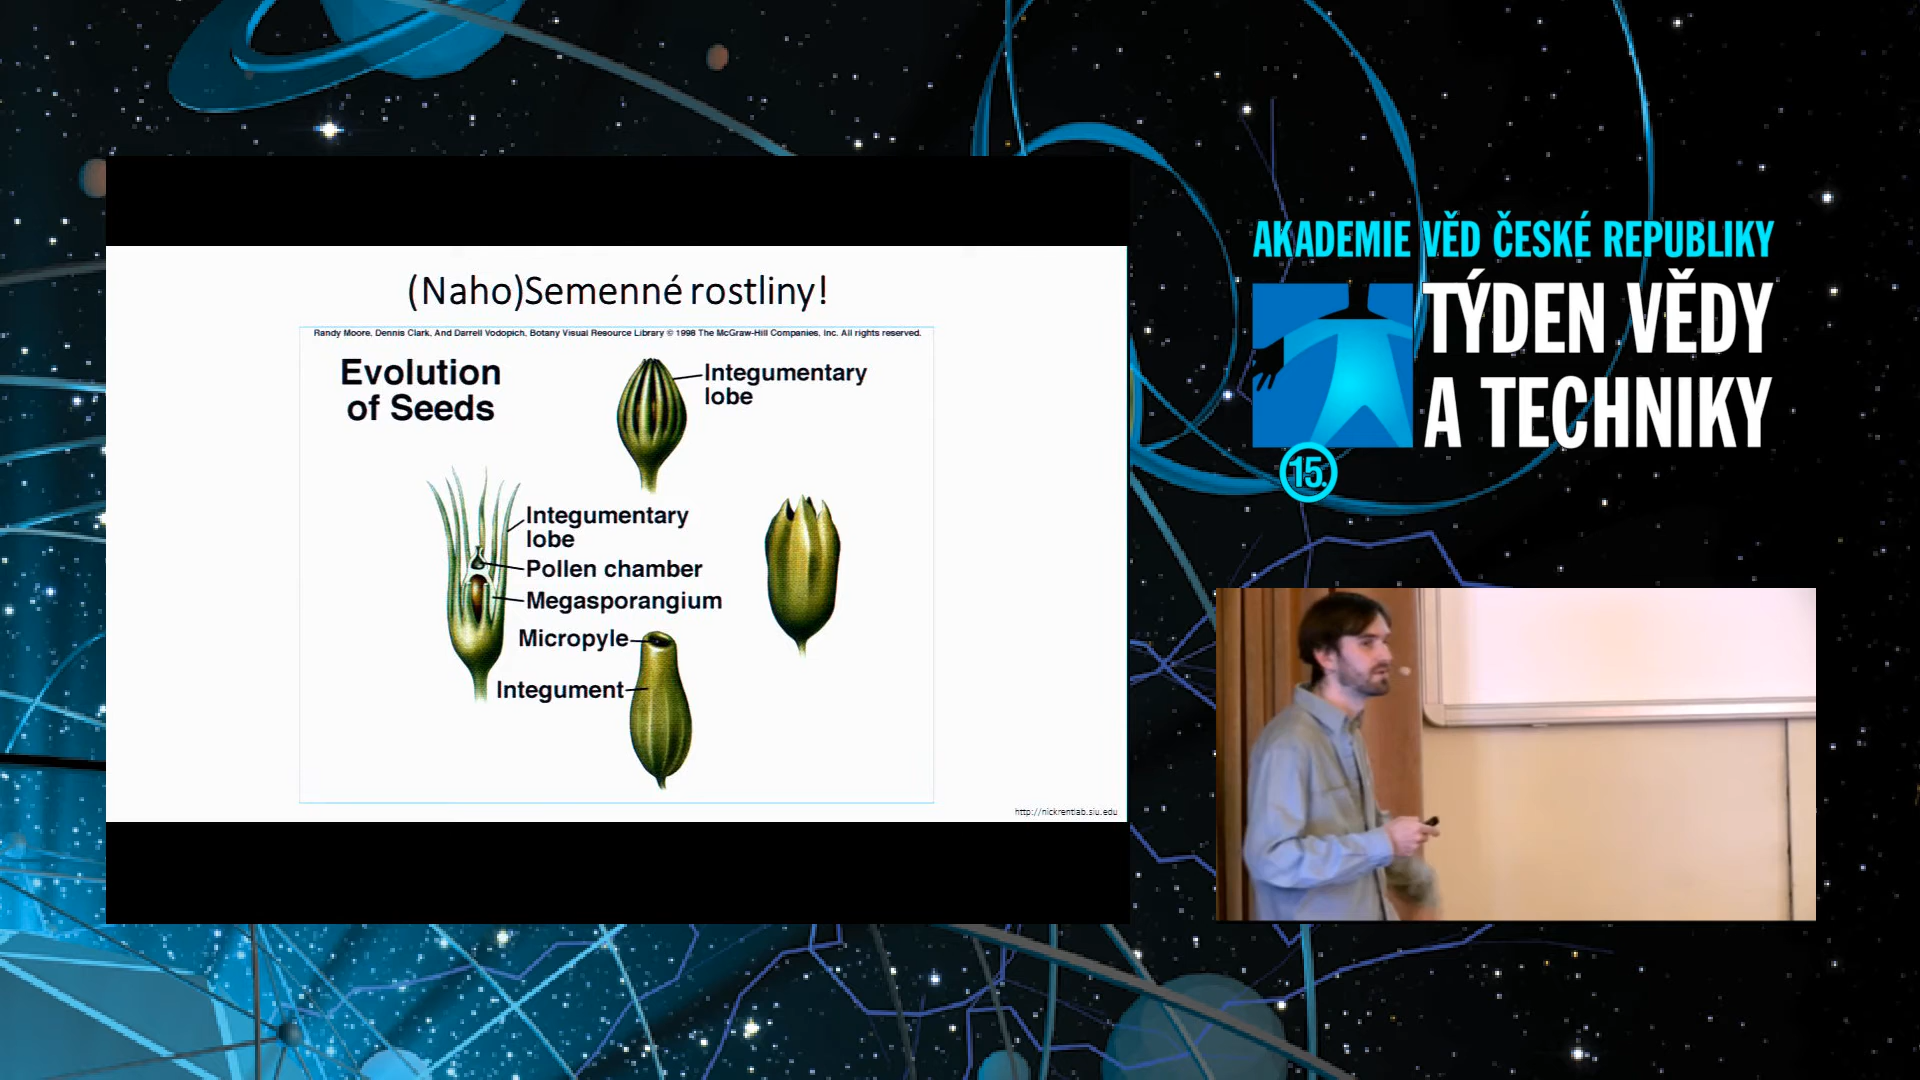 (Naho)Semenné rostliny!
Randy Moore, Dennis Clark, And Darrell Vodopich, Botany Visual Resource Library © 1998 The McGraw-Hill Companies, Inc. All rights reserved.
Evolution
of Seeds
Integumentary
lobe
Integumentary
lobe
Pollen chamber
Megasporangium
Micropyle
Integument
http://nickrentlab.siu.edu
AKADEMIE VĚD ČESKÉ REPUBLIKY
TÝDEN VĚDY
A TECHNIKY
15.